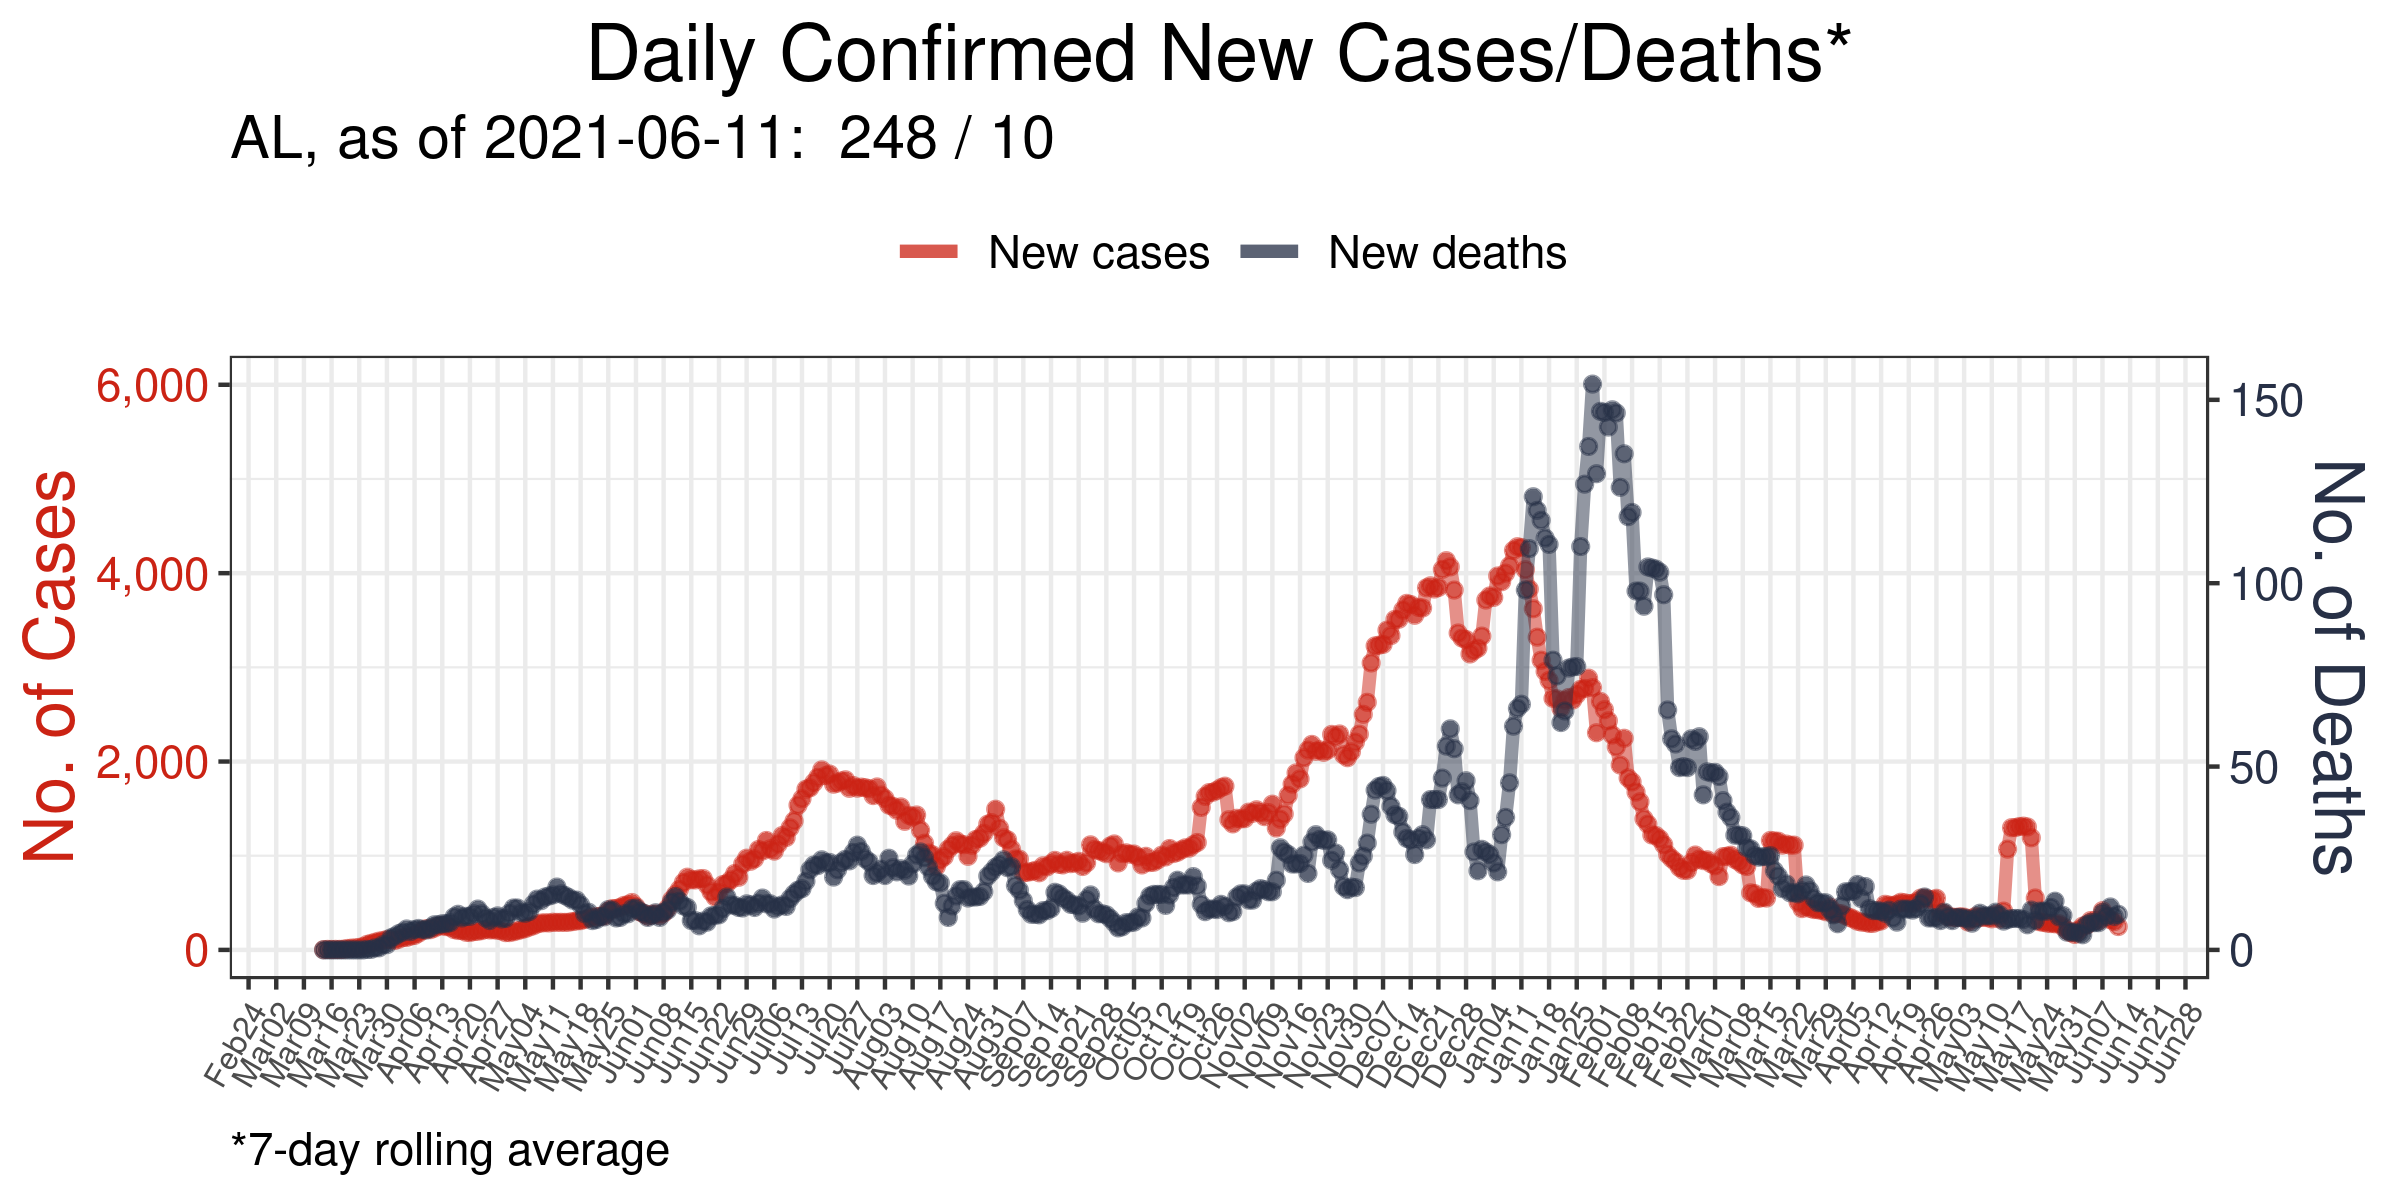 Daily Confirmed New Cases/Deaths*
AL, as of 2021-06-11:  248 / 10
New cases New deaths
No. of Cases
6,000
4,000
2,000
0
150
100
50
0
No. of Deaths
Feb24 Mar02 Mar09 Mar16 Mar23 Mar30 Apr06 Apr13 Apr20 Apr27 May04 May11 May18 May25 Jun01 Jun08 Jun15 Jun22 Jun29 Jul06 Jul13 Jul20 Jul27 Aug03 Aug10 Aug17 Aug24 Aug31 Sep07 Sep14 Sep21 Sep28 Oct05 Oct12 Oct19 Oct26 Nov02 Nov09 Nov16 Nov23 Nov30 Dec07 Dec14 Dec21 Dec28 Jan04 Jan11 Jan18 Jan25 Feb01 Feb08 Feb15 Feb22 Mar01 Mar08 Mar15 Mar22 Mar29 Apr05 Apr12 Apr19 Apr26 May03 May10 May17 May24 May31 Jun07 Jun14 Jun21 Jun28
*7-day rolling average